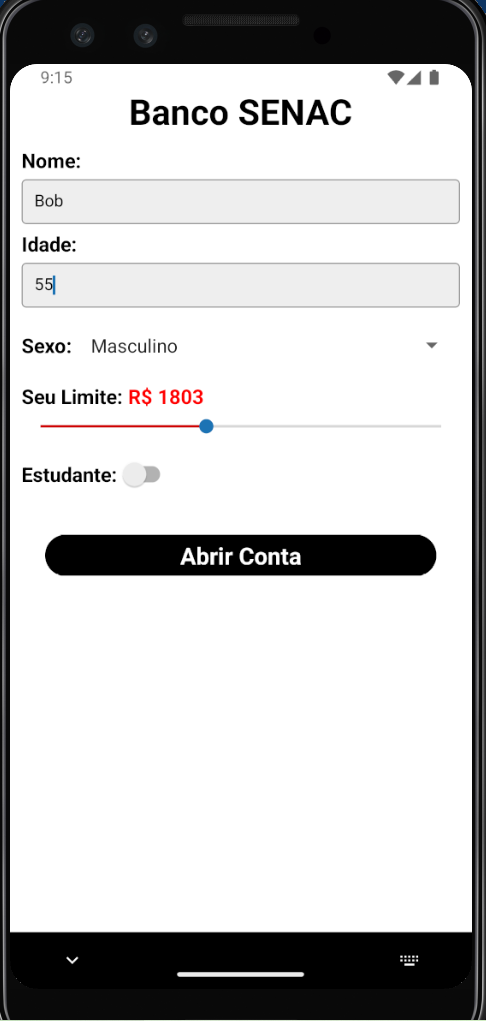 9:15
Banco SENAC
Nome:
Bob
Idade:
55
Sexo: Masculino
Seu Limite: R$ 1803
Estudante:
Abrir Conta